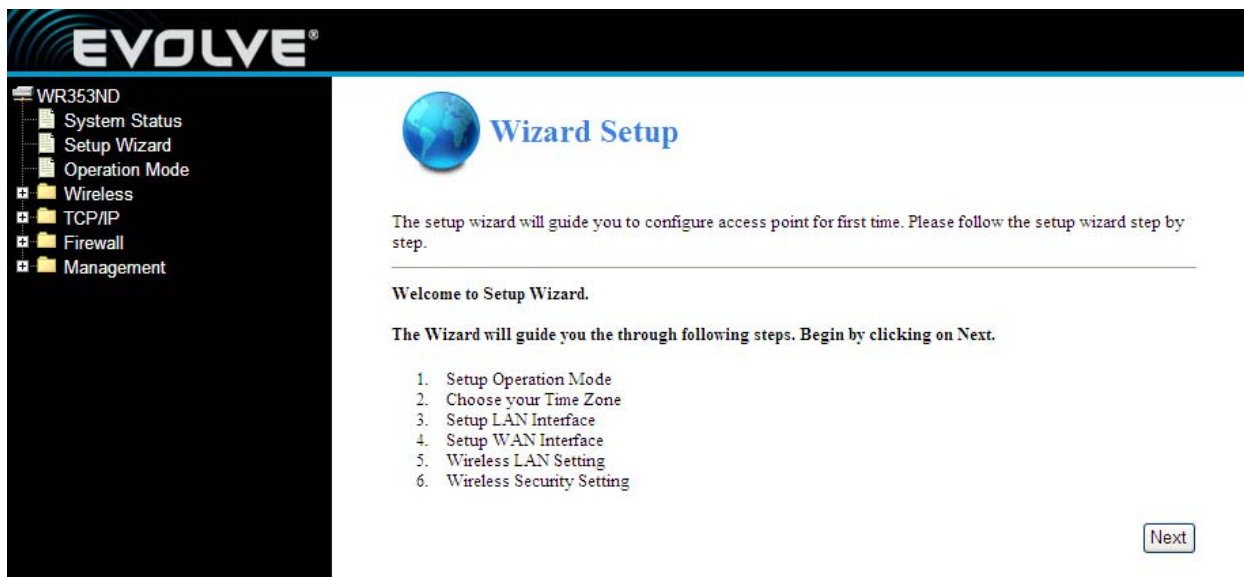 EVOLVE®
WR353ND
System Status
Setup Wizard
Operation Mode
Wireless
TCP/IP
Firewall
Management
Wizard Setup
The setup wizard will guide you to configure access point for first time. Please follow the setup wizard step by
step.
Welcome to Setup Wizard.
The Wizard will guide you the through following steps. Begin by clicking on Next.
1. Setup Operation Mode
2. Choose your Time Zone
3. Setup LAN Interface
4. Setup WAN Interface
5. Wireless LAN Setting
6. Wireless Security Setting
Next